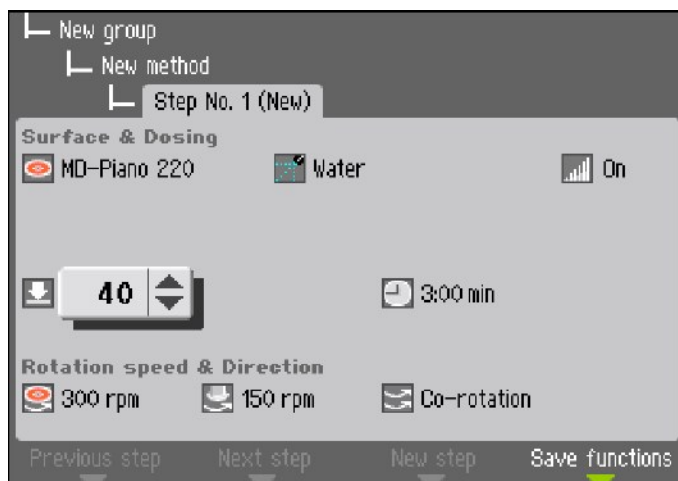 New group
New method
Step No. 1 (New)
Surface & Dosing
MD-Piano 220 Water On
40 3:00 min
Rotation speed & Direction
300 rpm 150 rpm Co-rotation
Previous step Next step New step Save functions